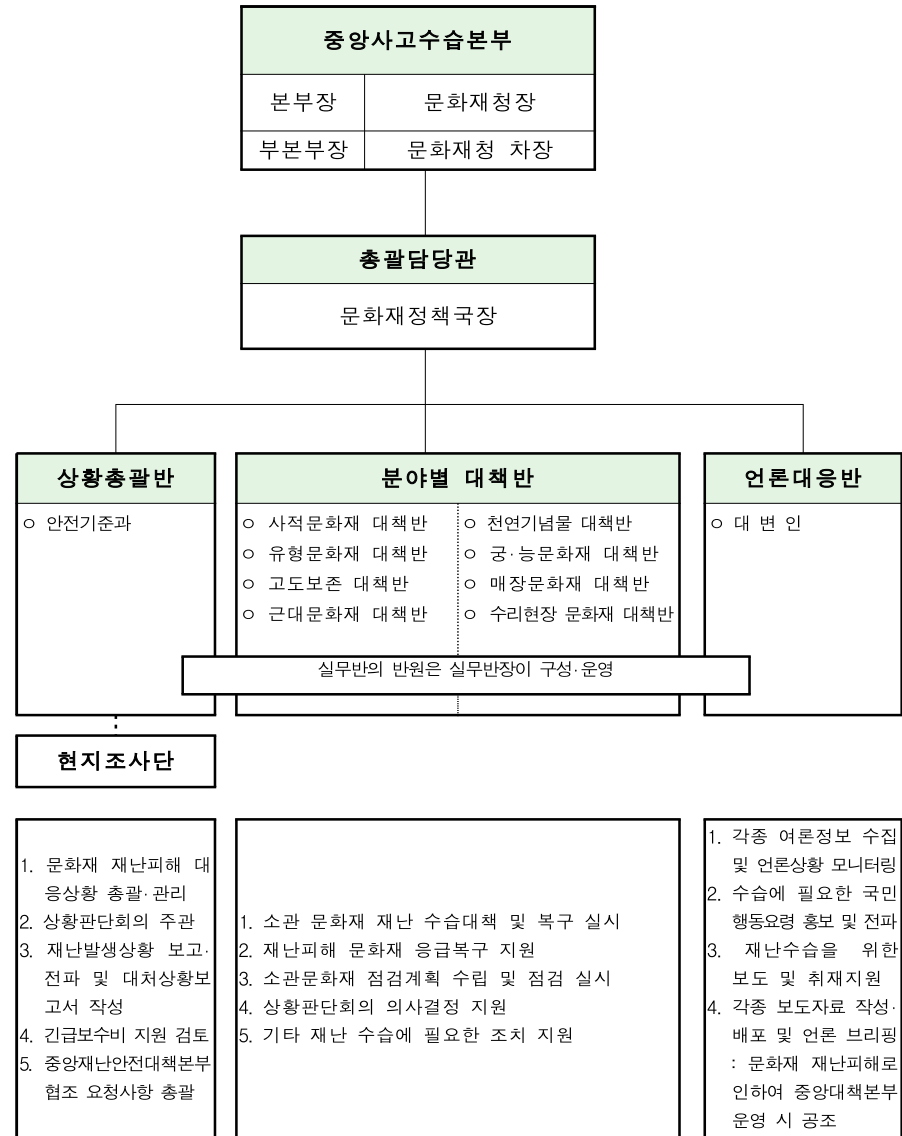 중앙사고수습본부
본부장 문화재청장
부본부장 문화재청 차장
총괄담당관
문화재정책국장
상황총괄반
ㅇ 안전기준과
분야별 대책반
ㅇ 사적문화재 대책반
ㅇ 유형문화재 대책반
ㅇ 고도보존 대책반
ㅇ 근대문화재 대책반
ㅇ 천연기념물 대책반
ㅇ 궁·능문화재 대책반
ㅇ 매장문화재 대책반
ㅇ 수리현장 문화재 대책반
언론대응반
ㅇ 대 변 인
실무반의 반원은 실무반장이 구성·운영
현지조사단
1. 문화재 재난피해 대
응상황 총괄·관리
2. 상황판단회의 주관
3. 재난발생상황 보고·
전파 및 대처상황보
고서 작성
4. 긴급보수비 지원 검토
5. 중앙재난안전대책본부
협조 요청사항 총괄
1. 소관 문화재 재난 수습대책 및 복구 실시
2. 재난피해 문화재 응급복구 지원
3. 소관문화재 점검계획 수립 및 점검 실시
4. 상황판단회의 의사결정 지원
5. 기타 재난 수습에 필요한 조치 지원
1. 각종 여론정보 수집
및 언론상황 모니터링
2. 수습에 필요한 국민
행동요령 홍보 및 전파
3. 재난수습을 위한
보도 및 취재지원
4. 각종 보도자료 작성·
배포 및 언론 브리핑
: 문화재 재난피해로
인하여 중앙대책본부
운영 시 공조